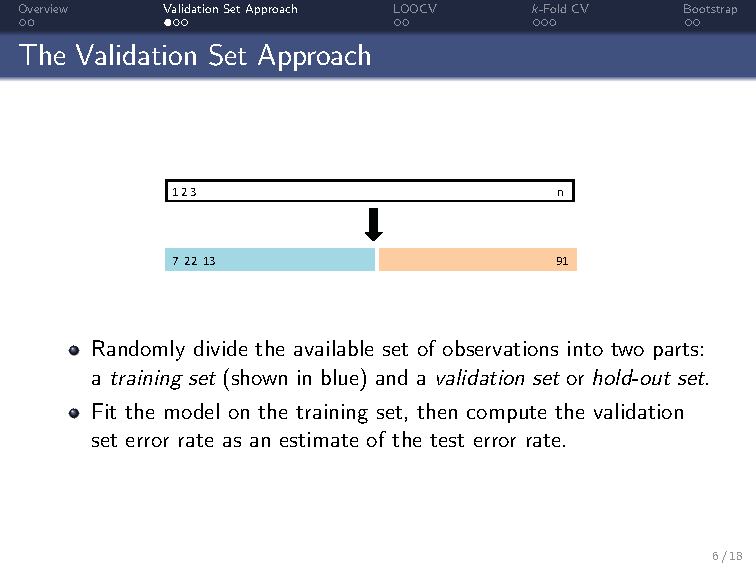 Overview Validation Set Approach LOOCV k-Fold CV Bootstrap
The Validation Set Approach
1 2 3 n
7 22 13 91
Randomly divide the available set of observations into two parts:
a training set (shown in blue) and a validation set or hold-out set.
Fit the model on the training set, then compute the validation
set error rate as an estimate of the test error rate.
6 / 18